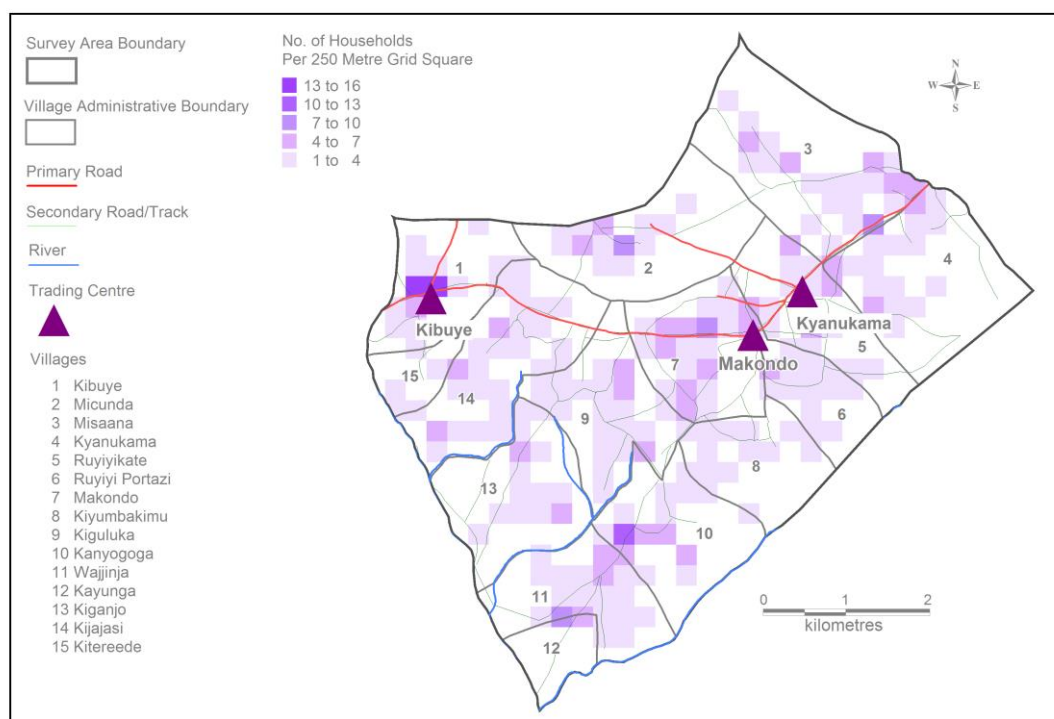 Survey Area Boundary
Village Administrative Boundary
Primary Road
Secondary Road/Track
River
Trading Centre
Villages
1 Kibuye
2 Micunda
3 Misaana
4 Kyanukama
5 Ruyiyikate
6 Ruyiyi Portazi
7 Makondo
8 Kiyumbakimu
9 Kiguluka
10 Kanyogoga
11 Wajjinja
12 Kayunga
13 Kiganjo
14 Kijajasi
15 Kitereede
No. of Households
Per 250 Metre Grid Square
13 to 16
10 to 13
7 to 10
4 to 7
1 to 4
N
W E
S
3
1
2
4
Kibuye
Kyanukama
Makondo
5
15
14
7
9
6
8
13
10
11
12
0 1 2
kilometres